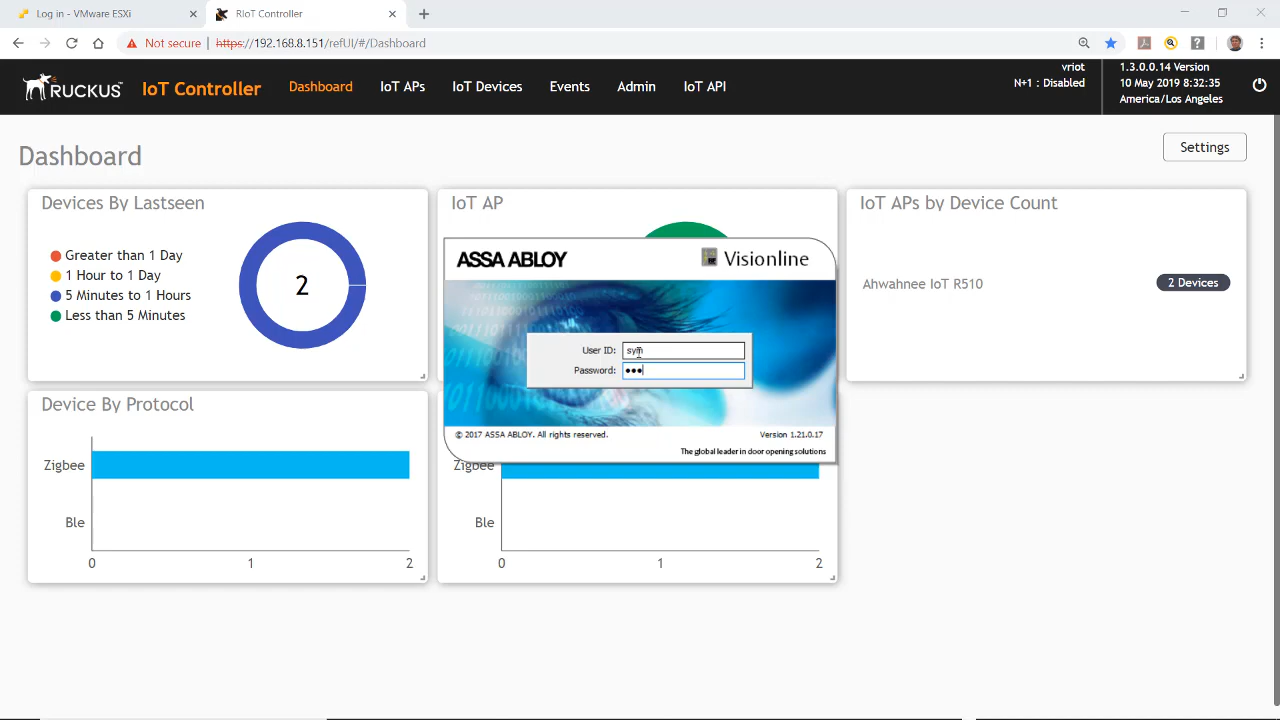 Log in - VMware ESXi
RIoT Controller
Not secure
https://192.168.8.151/refUI/#/Dashboard
RUCKUS
IoT Controller
Dashboard
IoT APs
IoT Devices
Events
Admin
IoT API
vriot
N+1 : Disabled
1.3.0.0.14 Version
10 May 2019 8:32:35
America/Los Angeles
Dashboard
Settings
Devices By Lastseen
Greater than 1 Day
1 Hour to 1 Day
5 Minutes to 1 Hours
Less than 5 Minutes
2
IoT AP
IoT APs by Device Count
Ahwahnee IoT R510
2 Devices
ASSA ABLOY
Visionline
User ID:
sym
Password:
•••
© 2017 ASSA ABLOY. All rights reserved.
Version 1.21.0.17
The global leader in door opening solutions
Device By Protocol
Zigbee
Ble
0
1
2
Zigbee
Ble
0
1
2